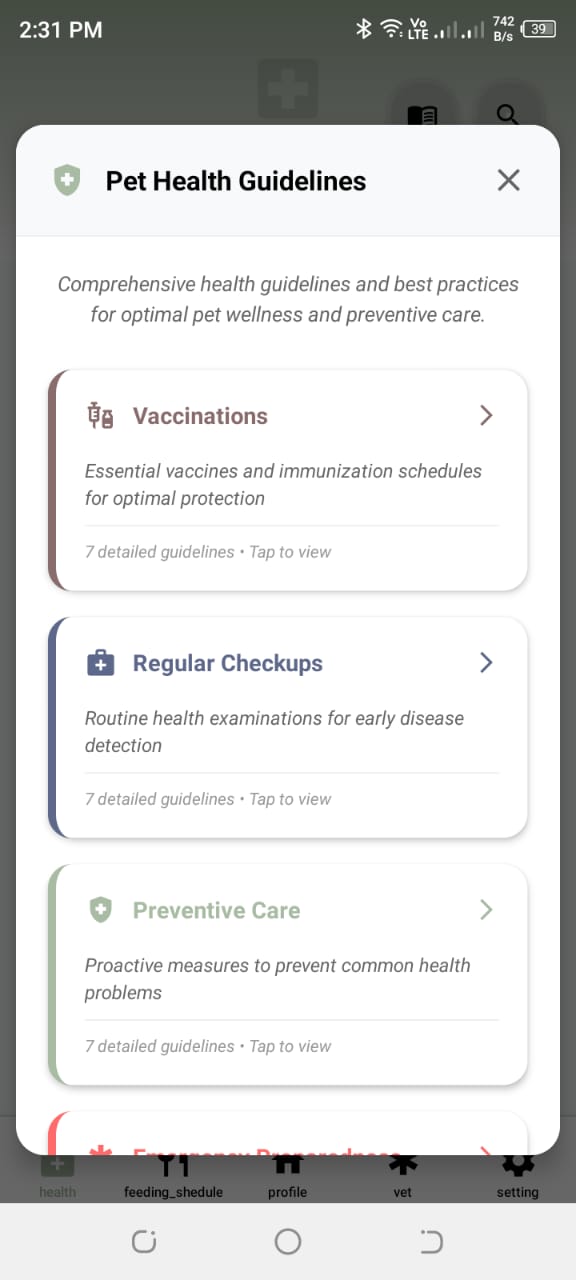 2:31 PM
Vo LTE
742 B/s
39
Pet Health Guidelines
Comprehensive health guidelines and best practices
for optimal pet wellness and preventive care.
Vaccinations
Essential vaccines and immunization schedules
for optimal protection
7 detailed guidelines • Tap to view
Regular Checkups
Routine health examinations for early disease
detection
7 detailed guidelines • Tap to view
Preventive Care
Proactive measures to prevent common health
problems
7 detailed guidelines • Tap to view
Emergency Preparedness
health feeding_shedule profile vet setting